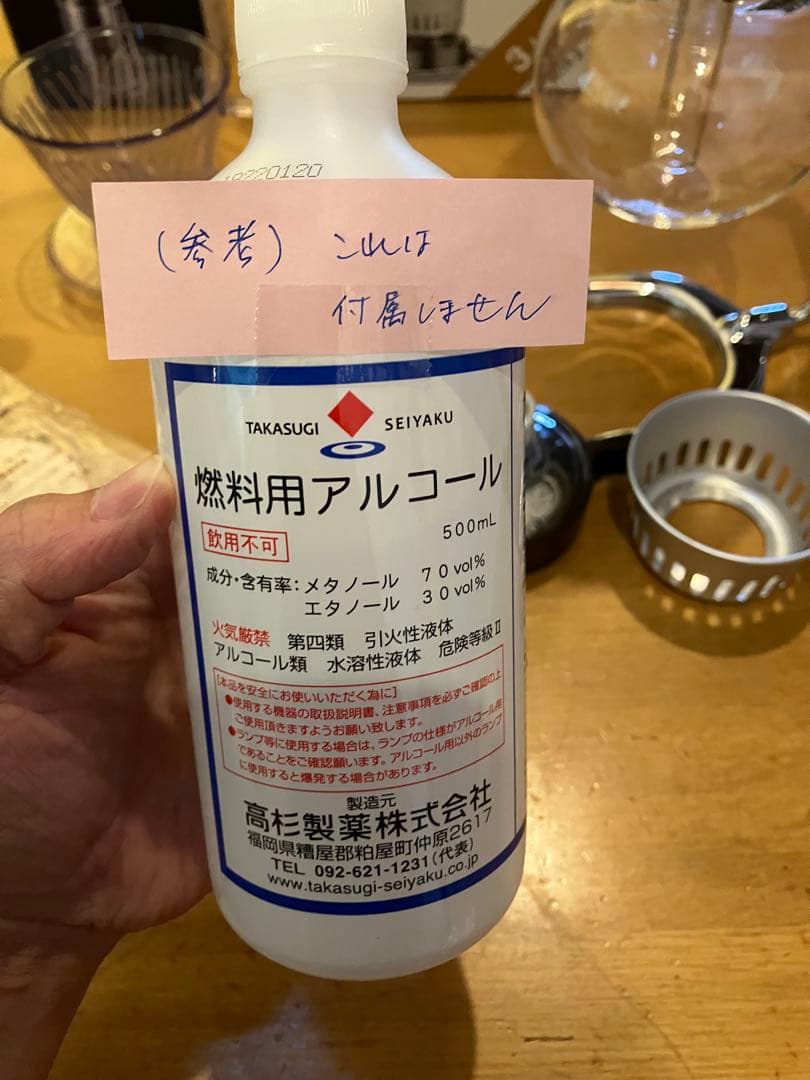 (参考) これは
付属しません
TAKASUGI SEIYAKU
燃料用アルコール
500mL
飲用不可
成分・含有率：メタノール 70vol%
エタノール 30vol%
火気厳禁 第四類 引火性液体
アルコール類 水溶性液体 危険等級Ⅱ
[本品を安全にお使いいただく為に]
●使用する機器の取扱説明書、注意事項を必ずご確認の上
ご使用頂きますようお願い致します。
●ランプ等に使用する場合は、ランプの仕様がアルコール用
であることをご確認願います。アルコール用以外のランプ
に使用すると爆発する場合があります。
製造元
高杉製薬株式会社
福岡県糟屋郡粕屋町仲原2617
TEL 092-621-1231(代表)
www.takasugi-seiyaku.co.jp